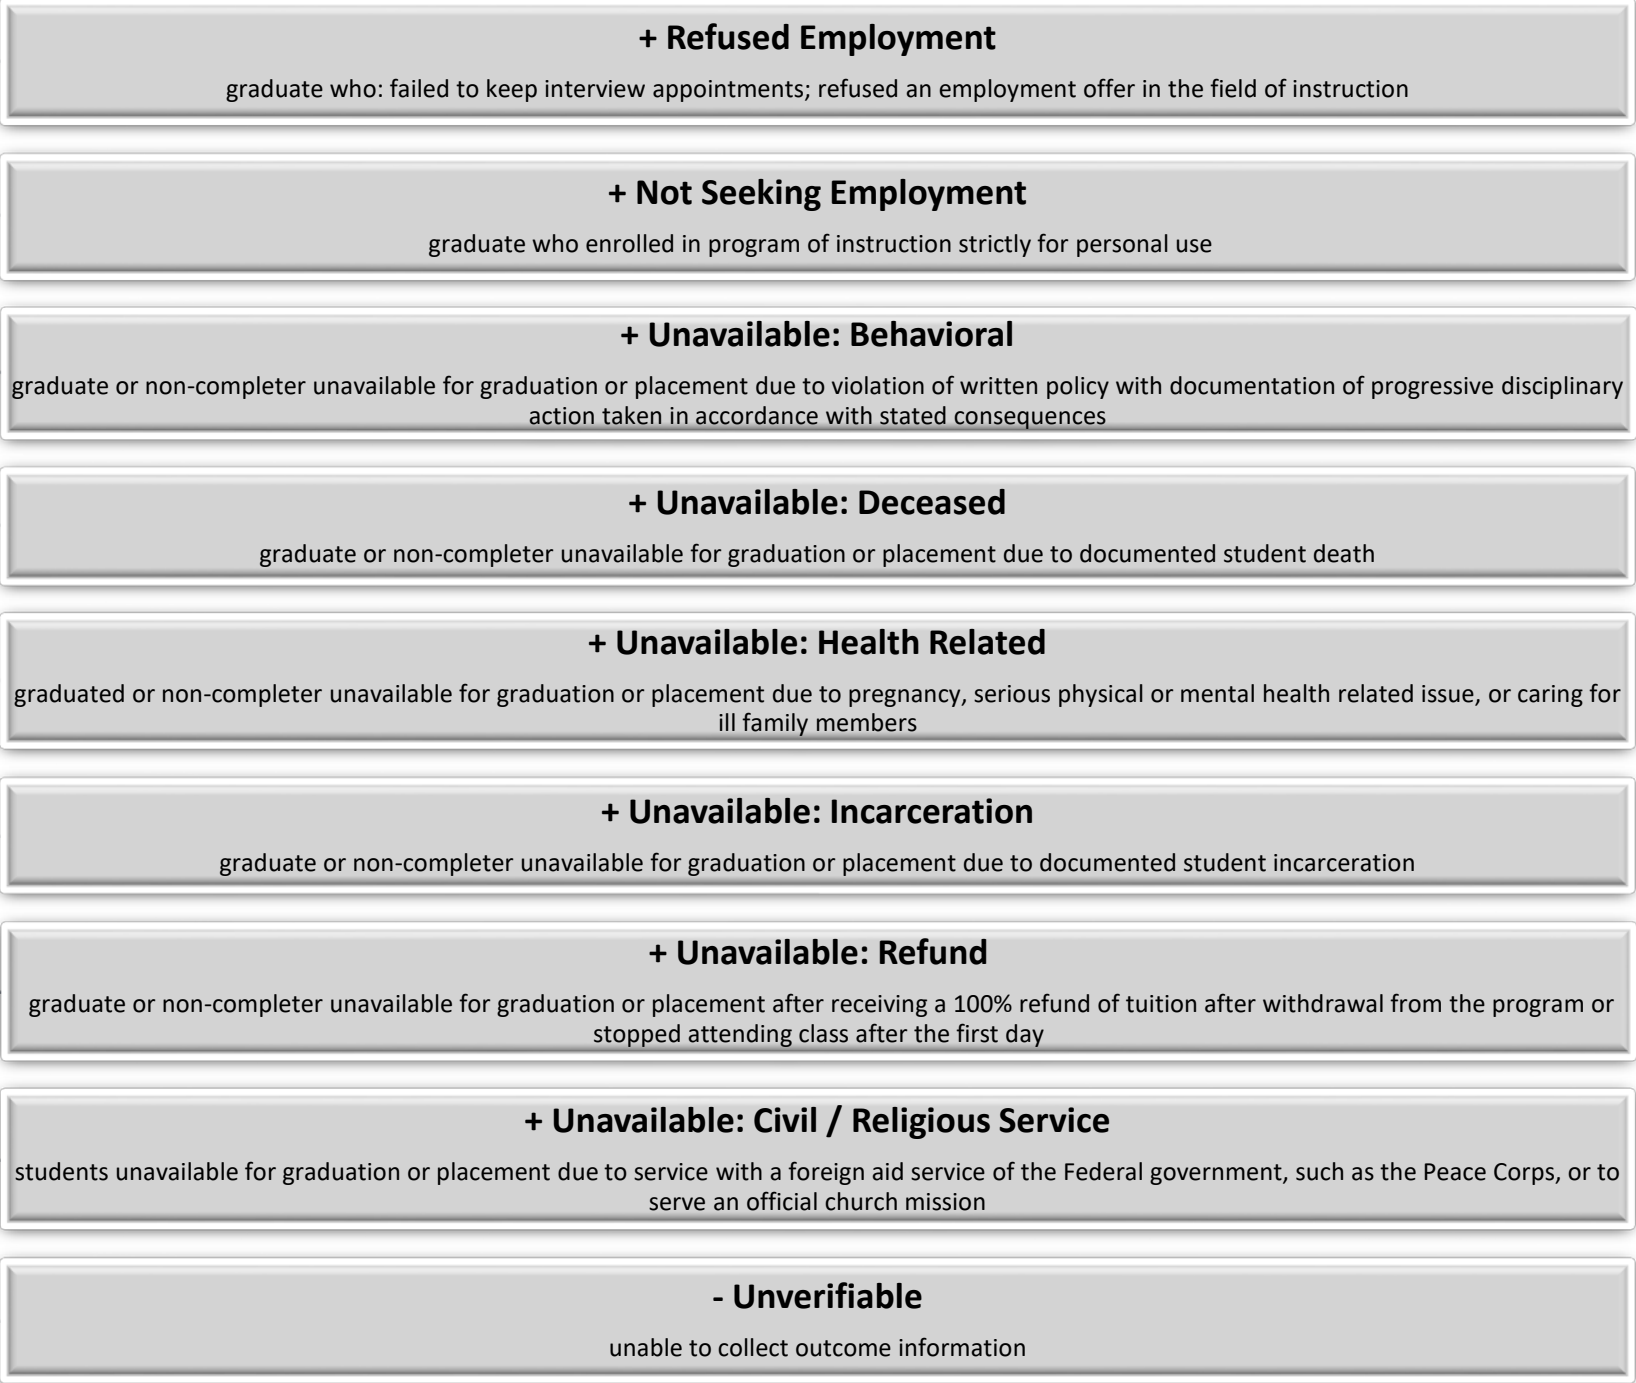 + Refused Employment
graduate who: failed to keep interview appointments; refused an employment offer in the field of instruction
+ Not Seeking Employment
graduate who enrolled in program of instruction strictly for personal use
+ Unavailable: Behavioral
graduate or non-completer unavailable for graduation or placement due to violation of written policy with documentation of progressive disciplinary
action taken in accordance with stated consequences
+ Unavailable: Deceased
graduate or non-completer unavailable for graduation or placement due to documented student death
+ Unavailable: Health Related
graduated or non-completer unavailable for graduation or placement due to pregnancy, serious physical or mental health related issue, or caring for
ill family members
+ Unavailable: Incarceration
graduate or non-completer unavailable for graduation or placement due to documented student incarceration
+ Unavailable: Refund
graduate or non-completer unavailable for graduation or placement after receiving a 100% refund of tuition after withdrawal from the program or
stopped attending class after the first day
+ Unavailable: Civil / Religious Service
students unavailable for graduation or placement due to service with a foreign aid service of the Federal government, such as the Peace Corps, or to
serve an official church mission
- Unverifiable
unable to collect outcome information